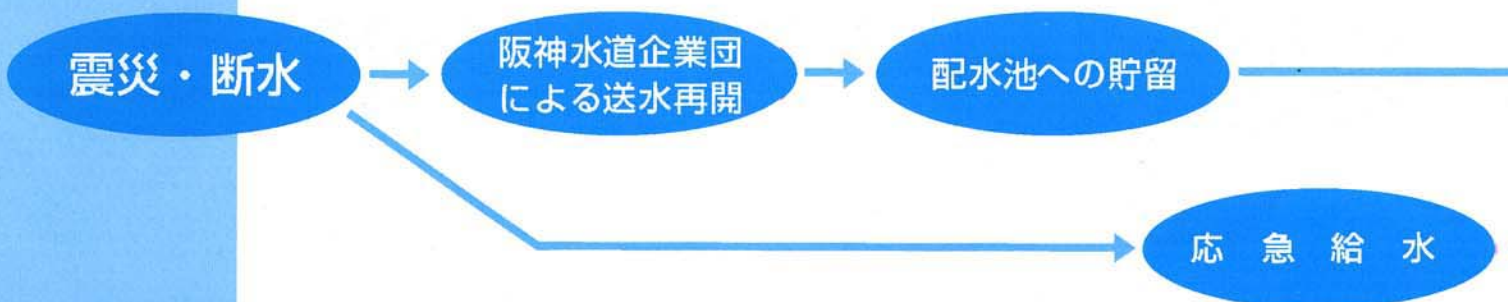 震災・断水
阪神水道企業団
による送水再開
配水池への貯留
応急給水